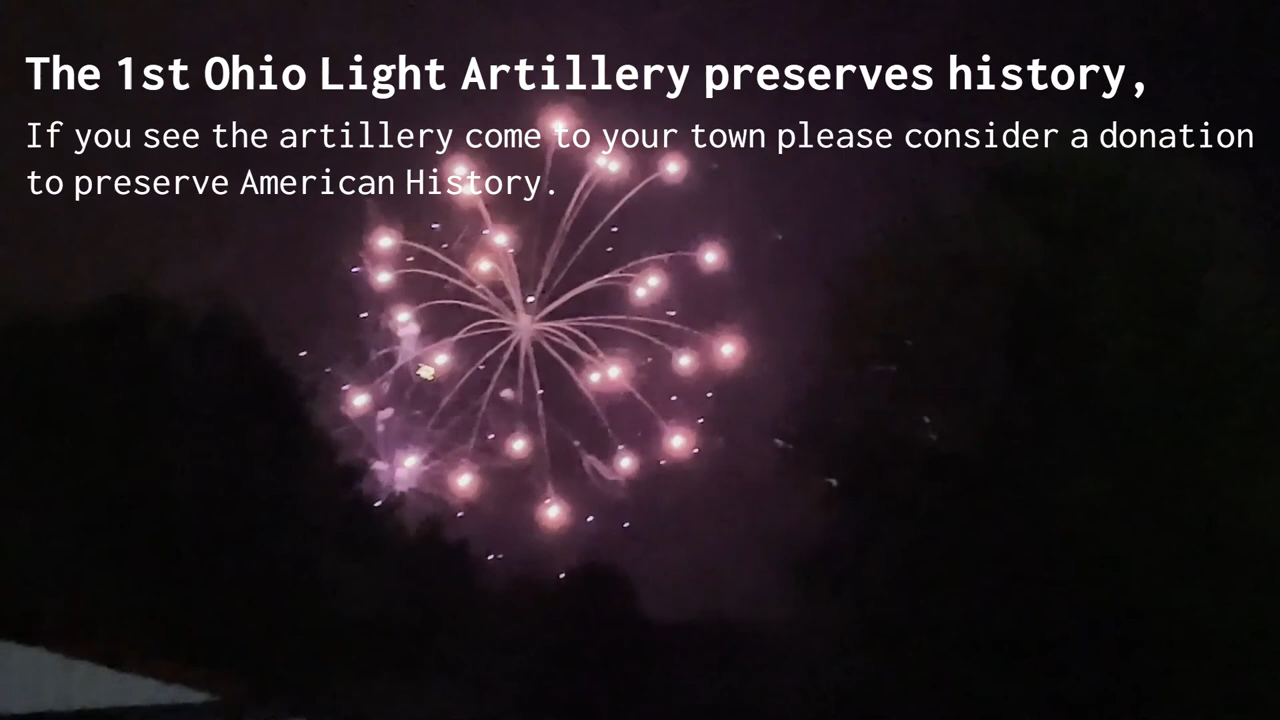 The 1st Ohio Light Artillery preserves history,
If you see the artillery come to your town please consider a donation
to preserve American History.